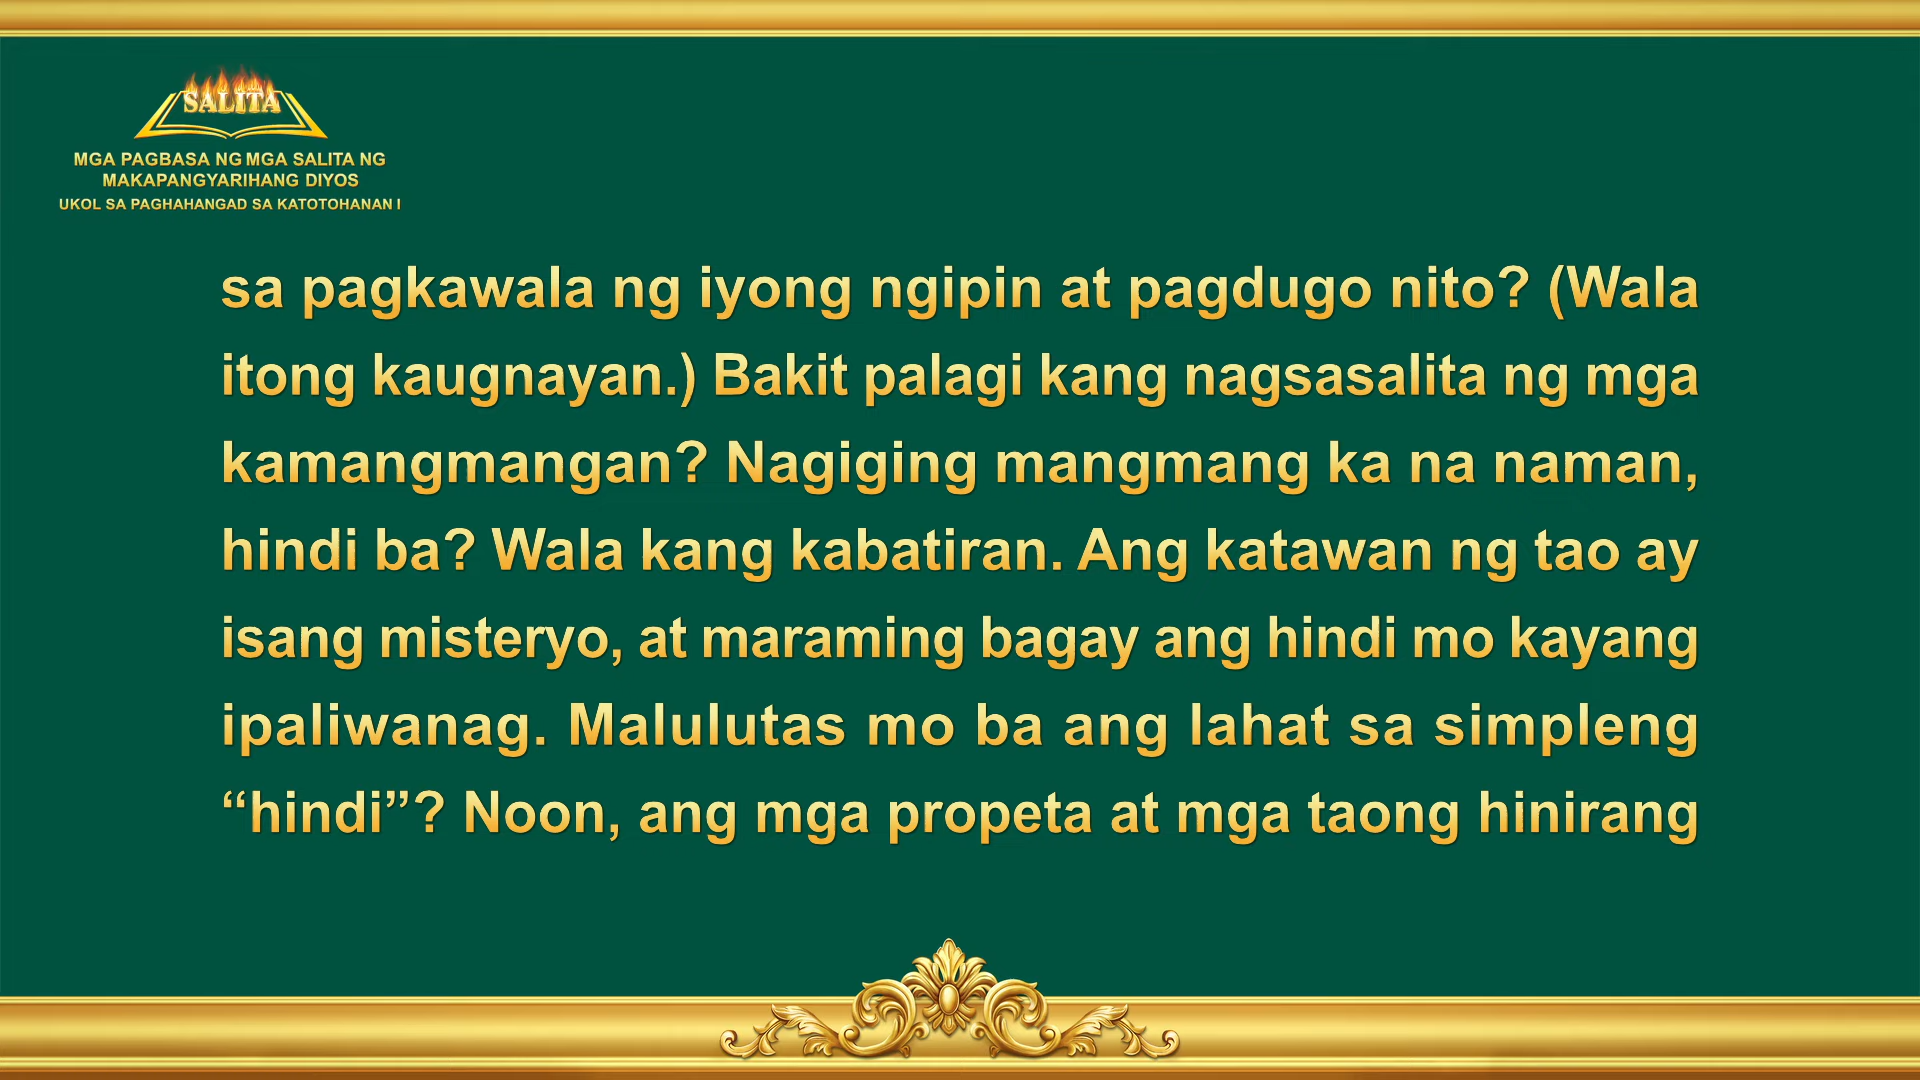 SALITA
MGA PAGBASA NG MGA SALITA NG
MAKAPANGYARIHANG DIYOS
UKOL SA PAGHAHANGAD SA KATOTOHANAN I
sa pagkawala ng iyong ngipin at pagdugo nito? (Wala
itong kaugnayan.) Bakit palagi kang nagsasalita ng mga
kamangmangan? Nagiging mangmang ka na naman,
hindi ba? Wala kang kabatiran. Ang katawan ng tao ay
isang misteryo, at maraming bagay ang hindi mo kayang
ipaliwanag. Malulutas mo ba ang lahat sa simpleng
“hindi”? Noon, ang mga propeta at mga taong hinirang